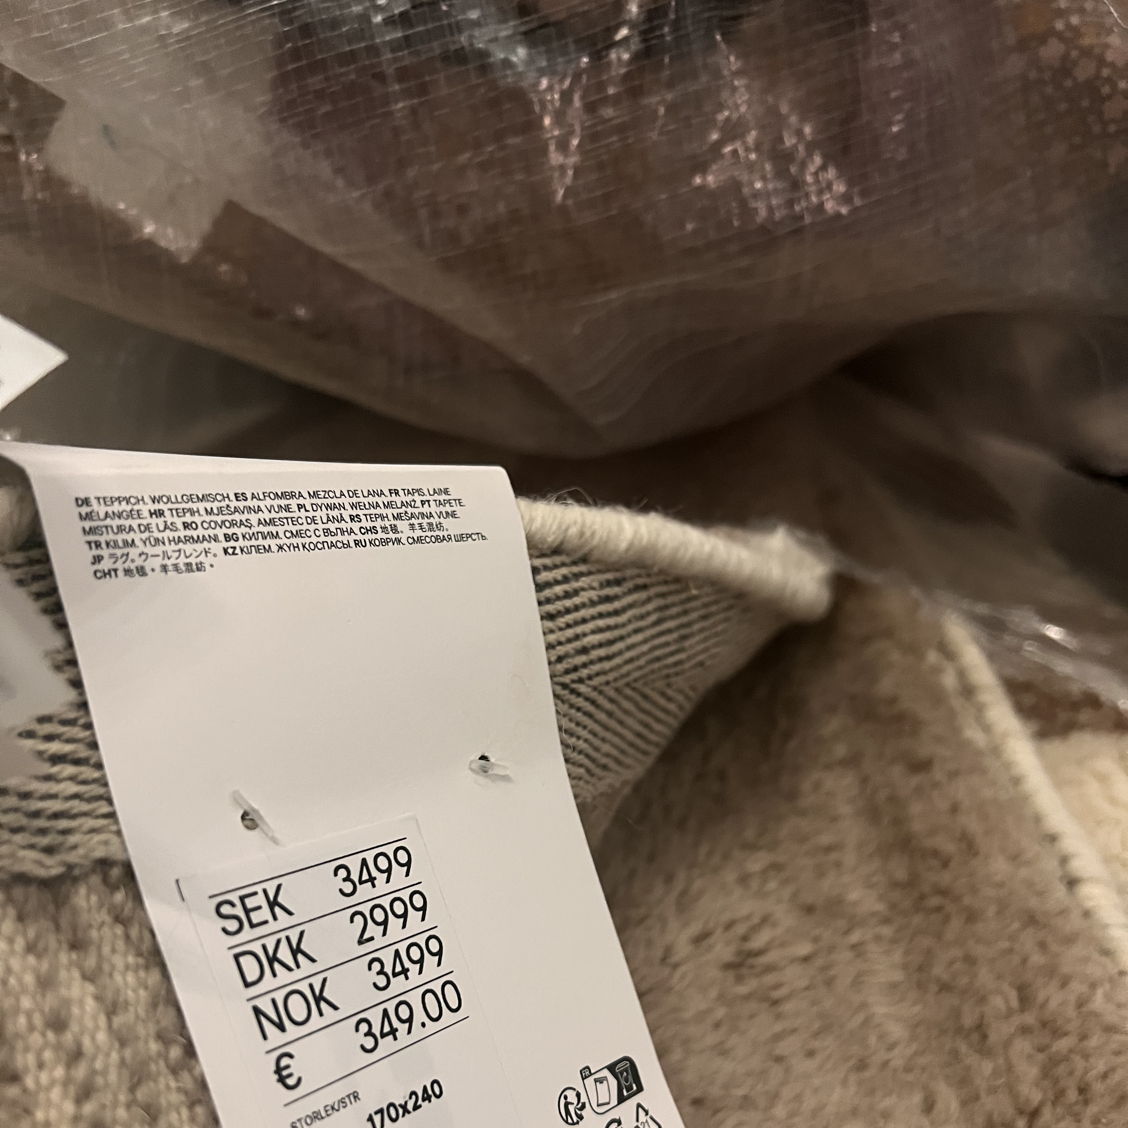 DE TEPPICH. WOLLGEMISCH. ES ALFOMBRA. MEZCLA DE LANA. FR TAPIS. LAINE
MÉLANGÉE. HR TEPIH. MJEŠAVINA VUNE. PL DYWAN. WEŁNA MELANŻ. PT TAPETE.
MISTURA DE LÃS. RO COVORAŞ. AMESTEC DE LÂNĂ. RS TEPIH. MEŠAVINA VUNE.
TR KILIM. YÜN HARMANI. BG КИЛИМ. СМЕС С ВЪЛНА. CHS 地毯。羊毛混纺。
JP ラグ。ウールブレンド。 KZ КІЛЕМ. ЖҮН ҚОСПАСЫ. RU КОВРИК. СМЕСОВАЯ ШЕРСТЬ.
CHT 地毯。羊毛混紡。
SEK 3499
DKK 2999
NOK 3499
€ 349.00
STORLEK/STR 170x240
FR